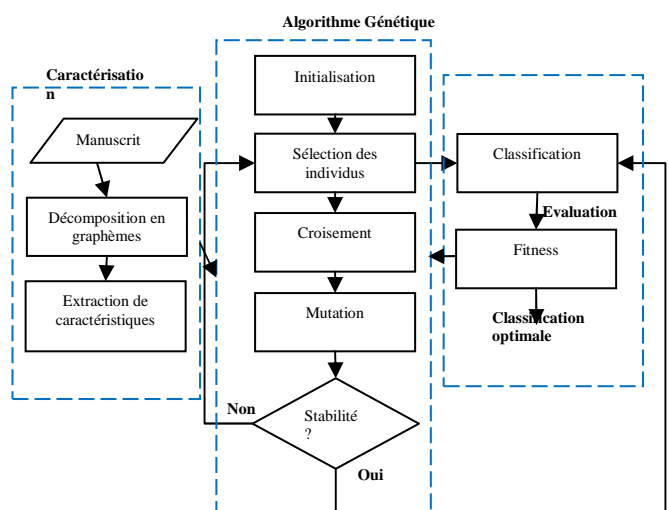 Algorithme Génétique
Caractérisatio
n
Manuscrit
Décomposition en
graphèmes
Extraction de
caractéristiques
Initialisation
Sélection des
individus
Croisement
Mutation
Stabilité
?
Non
Oui
Classification
Evaluation
Fitness
Classification
optimale